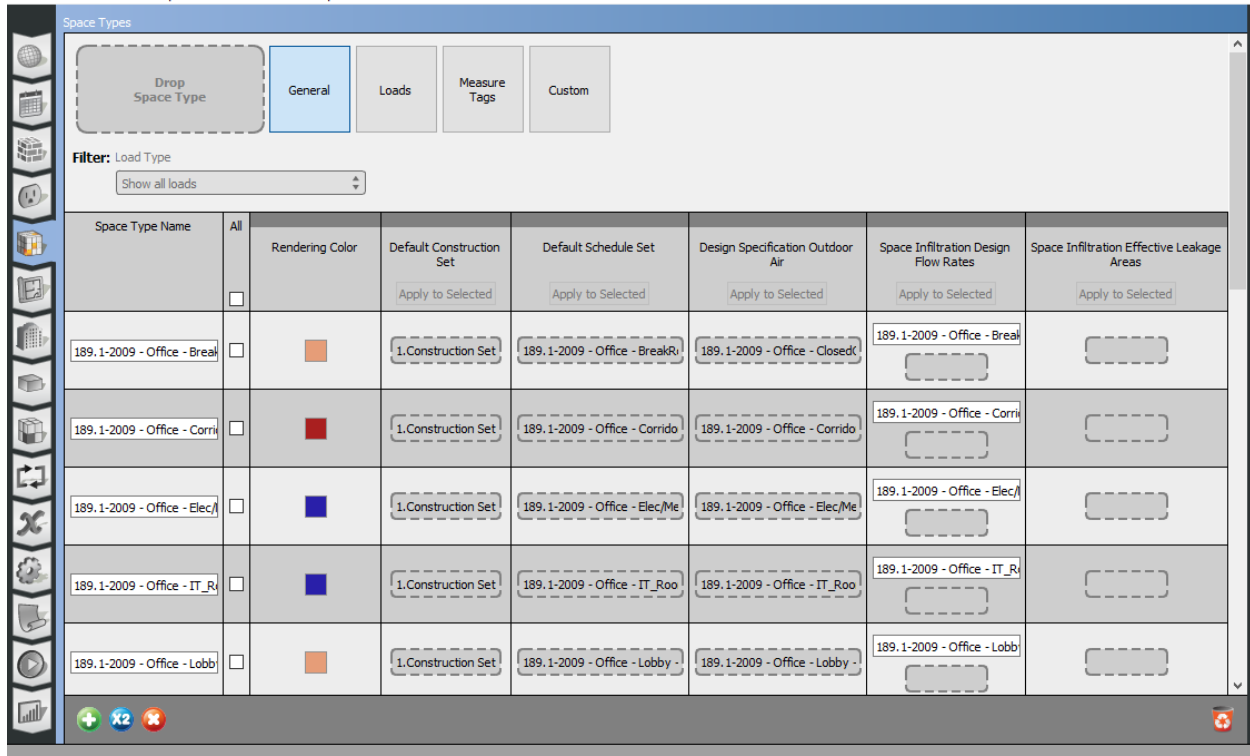 Space Types
Drop
Space Type
General
Loads
Measure
Tags
Custom
Filter: Load Type
Show all loads
Space Type Name
All
Rendering Color
Default Construction
Set
Default Schedule Set
Design Specification Outdoor
Air
Space Infiltration Design
Flow Rates
Space Infiltration Effective Leakage
Areas
Apply to Selected
Apply to Selected
Apply to Selected
Apply to Selected
Apply to Selected
189.1-2009 - Office - Break
1.Construction Set
189.1-2009 - Office - BreakR
189.1-2009 - Office - Closed
189.1-2009 - Office - Break
189.1-2009 - Office - Corri
1.Construction Set
189.1-2009 - Office - Corrido
189.1-2009 - Office - Corrido
189.1-2009 - Office - Corri
189.1-2009 - Office - Elec/
1.Construction Set
189.1-2009 - Office - Elec/Me
189.1-2009 - Office - Elec/Me
189.1-2009 - Office - Elec/
189.1-2009 - Office - IT_R
1.Construction Set
189.1-2009 - Office - IT_Roo
189.1-2009 - Office - IT_Roo
189.1-2009 - Office - IT_R
189.1-2009 - Office - Lobb
1.Construction Set
189.1-2009 - Office - Lobby -
189.1-2009 - Office - Lobby -
189.1-2009 - Office - Lobb
X2